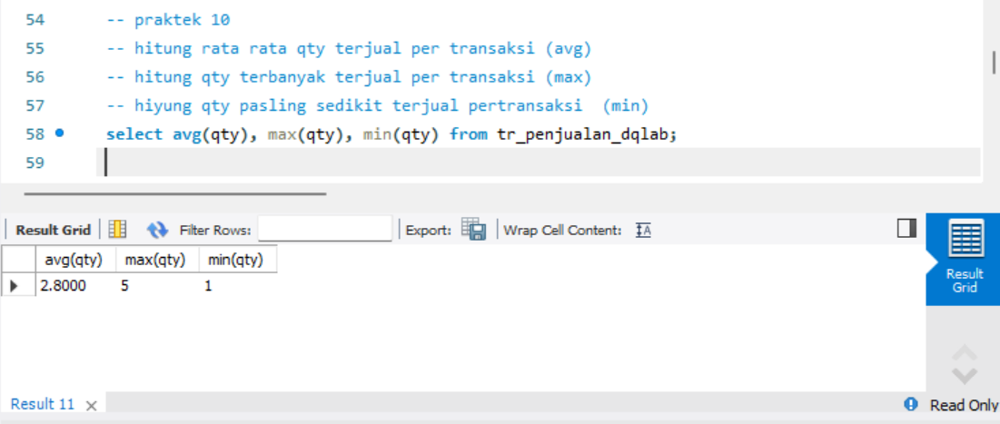 54 -- praktek 10
55 -- hitung rata rata qty terjual per transaksi (avg)
56 -- hitung qty terbanyak terjual per transaksi (max)
57 -- hiyung qty pasling sedikit terjual pertransaksi  (min)
58 select avg(qty), max(qty), min(qty) from tr_penjualan_dqlab;
59
Result Grid Filter Rows: Export: Wrap Cell Content:
avg(qty) max(qty) min(qty)
2.8000 5 1
Result
Grid
Result 11 Read Only